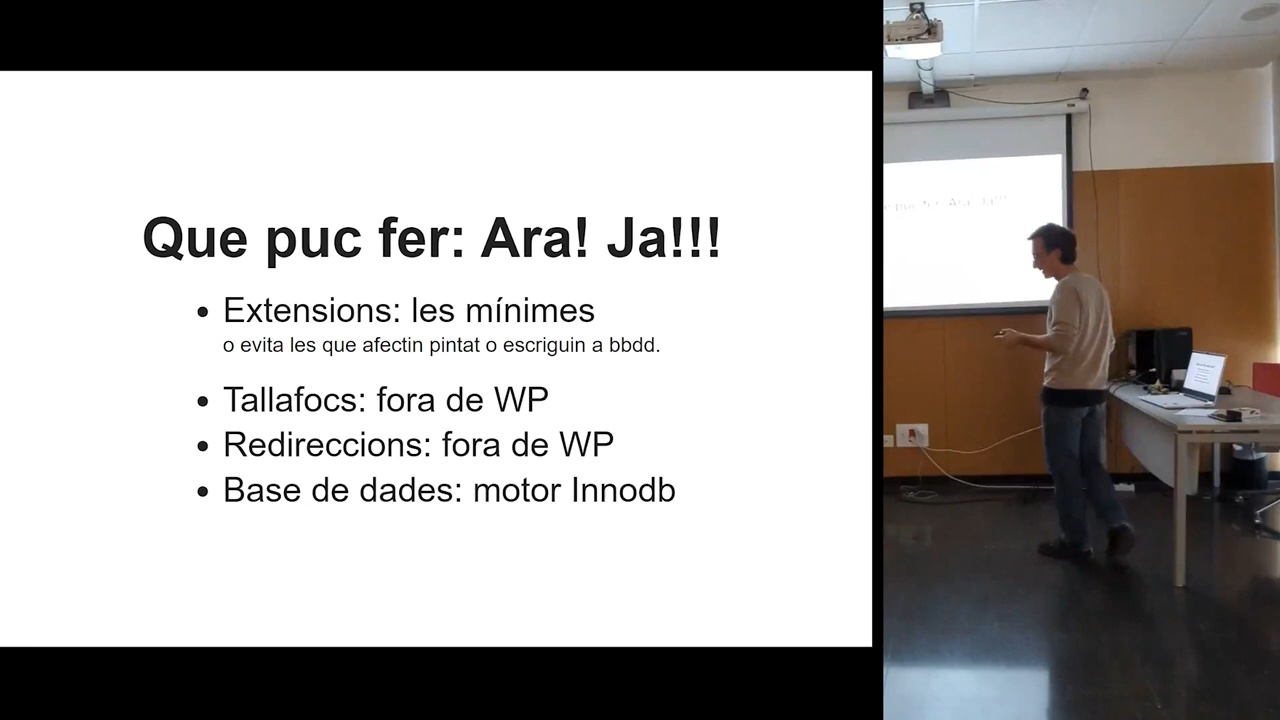 Que puc fer: Ara! Ja!!!
Extensions: les mínimes
o evita les que afectin pintat o escriguin a bbdd.
Tallafocs: fora de WP
Redireccions: fora de WP
Base de dades: motor Innodb